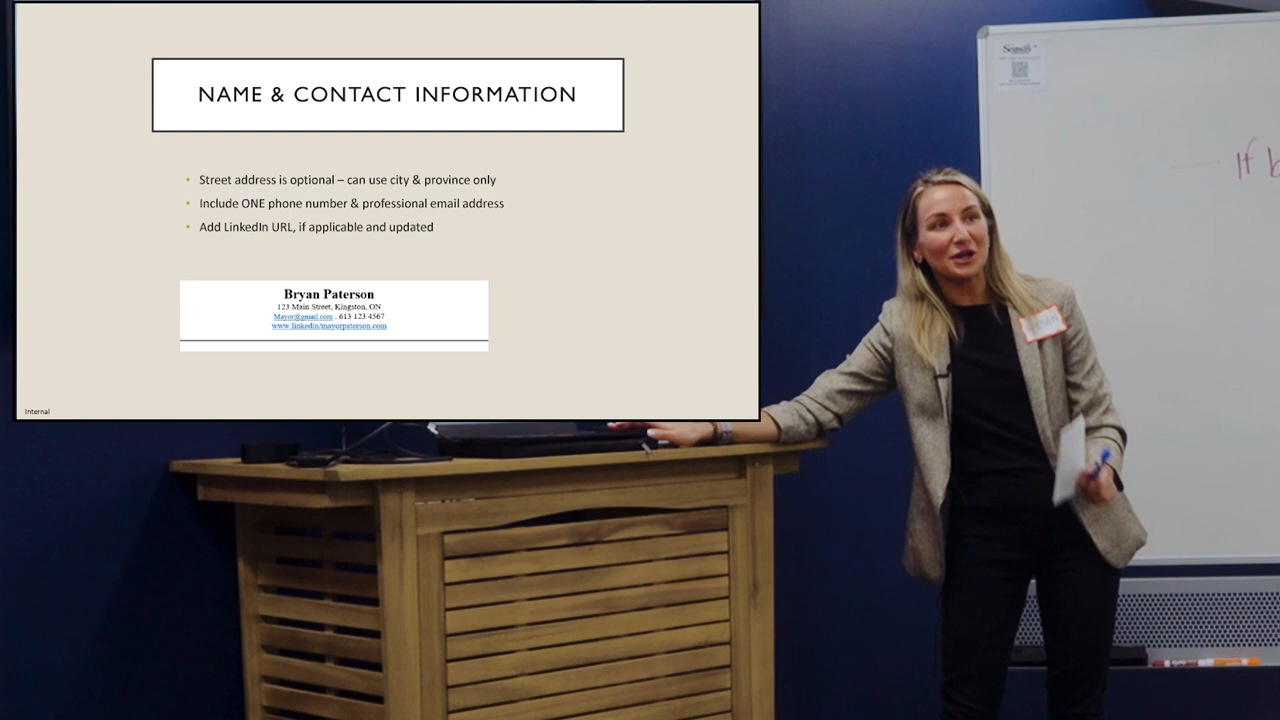 NAME & CONTACT INFORMATION
• Street address is optional – can use city & province only
• Include ONE phone number & professional email address
• Add LinkedIn URL, if applicable and updated
Bryan Paterson
123 Main Street, Kingston, ON
Mayor@gmail.com . 613 123 4567
www.linkedin/mayorpaterson.com
Internal
If